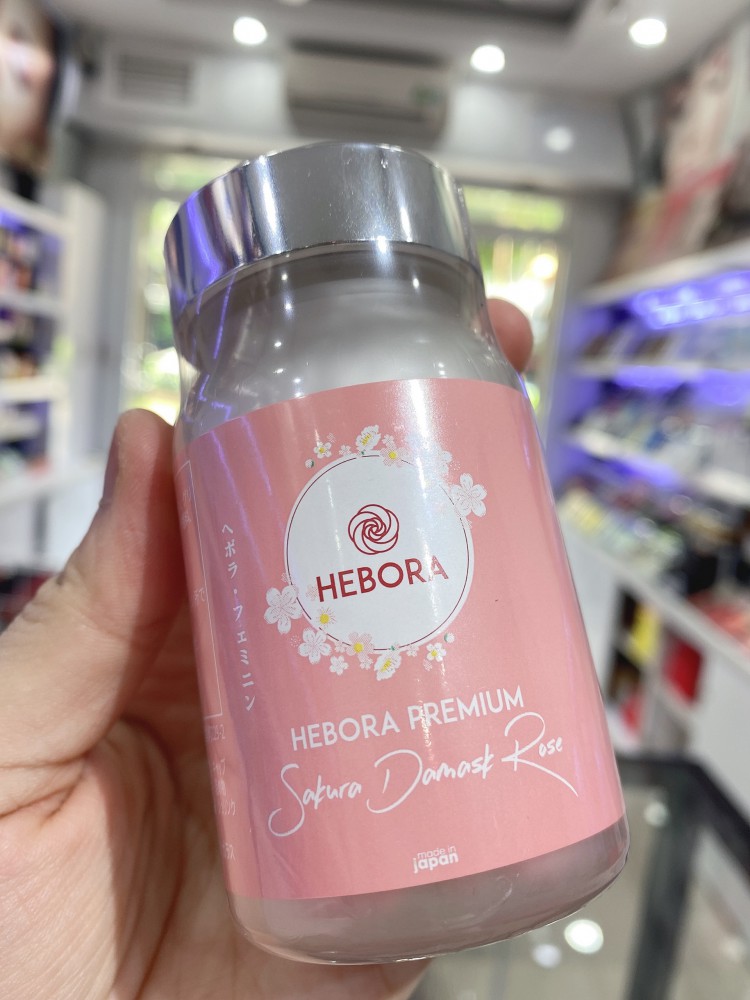 HEBORA
ヘボラ・フェミニン
HEBORA PREMIUM
Sakura Damask Rose
made in
japan